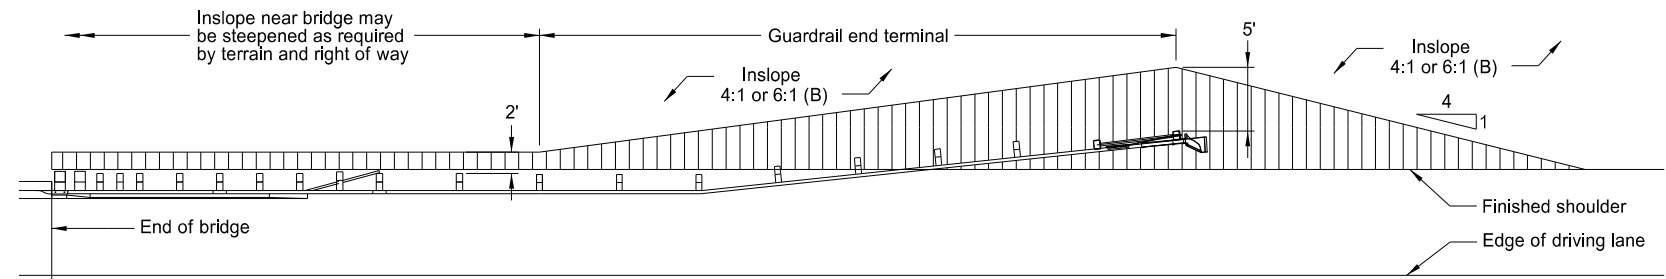 Inslope near bridge may
be steepened as required
by terrain and right of way
Guardrail end terminal
5'
Inslope
4:1 or 6:1 (B)
Inslope
4:1 or 6:1 (B)
2'
4
1
Finished shoulder
End of bridge
Edge of driving lane